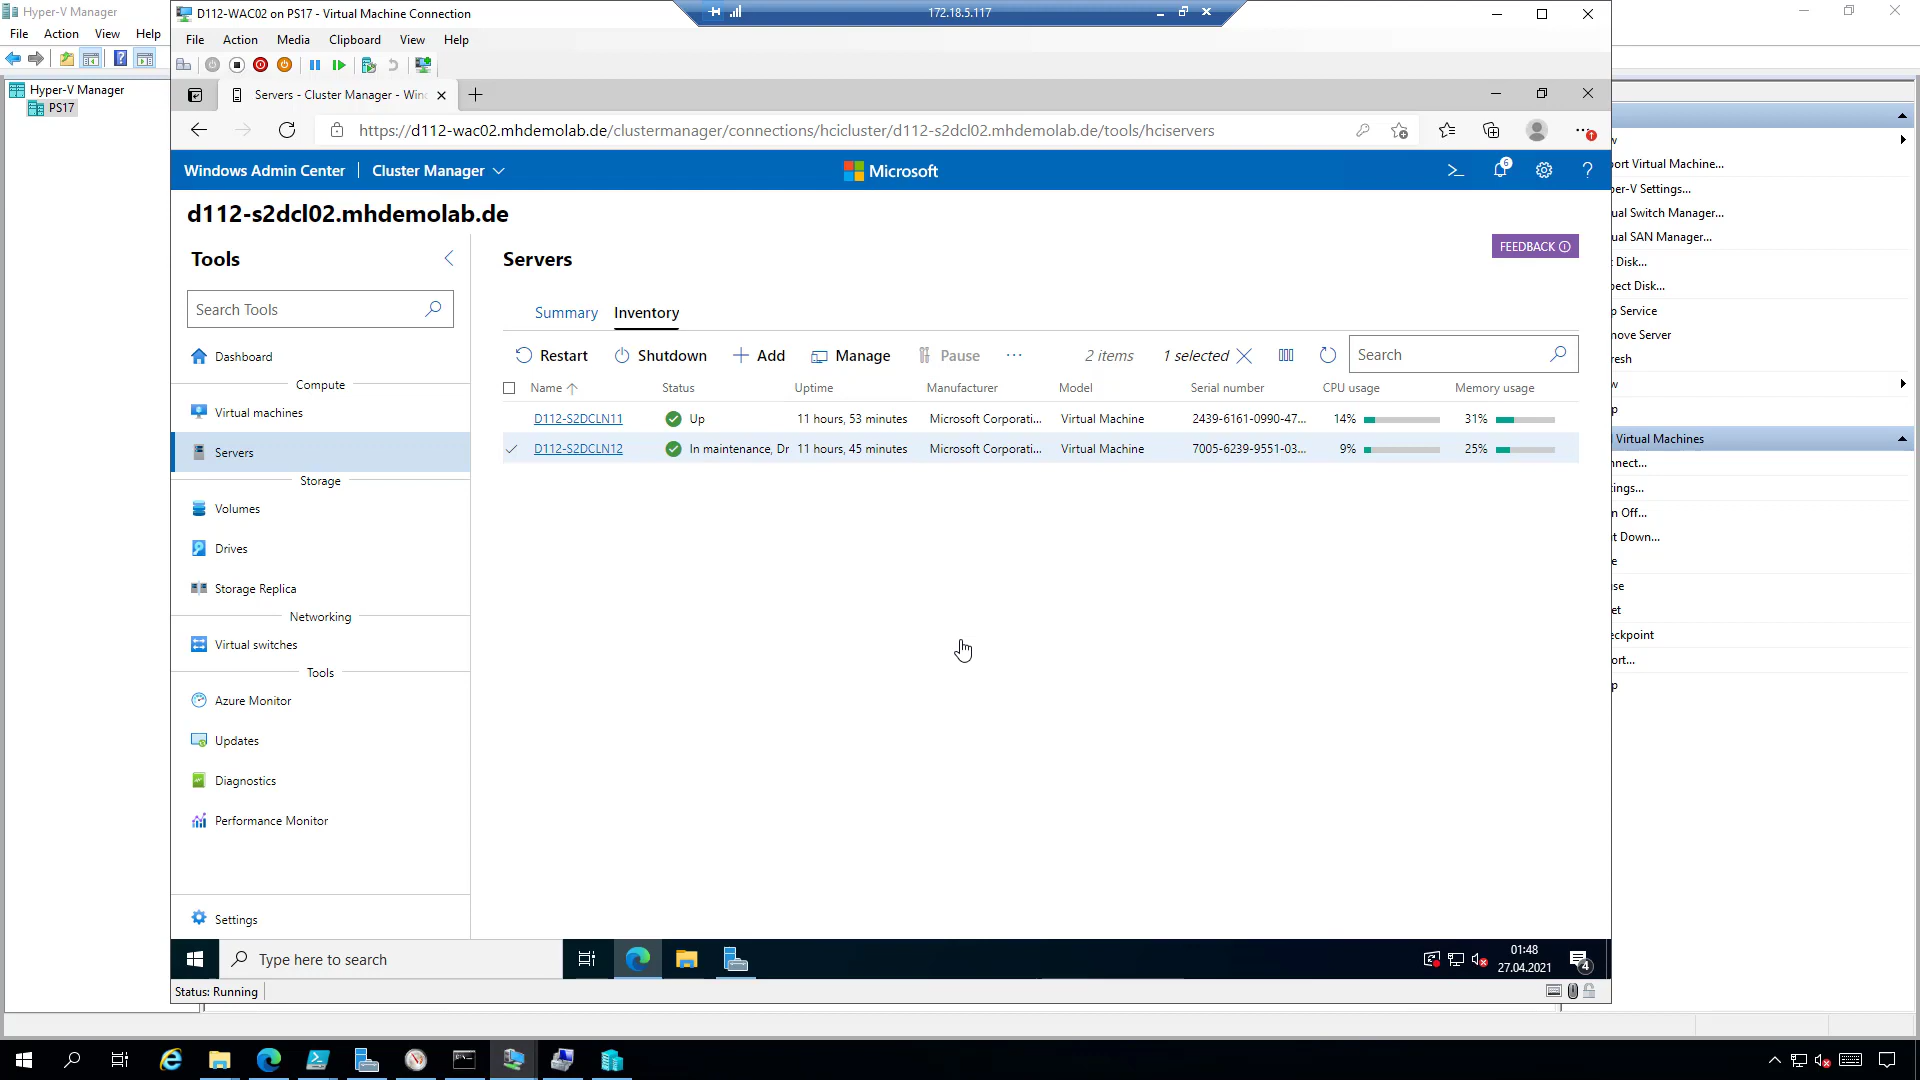 Hyper-V Manager
File Action View Help
Hyper-V Manager
PS17
D112-WAC02 on PS17 - Virtual Machine Connection
172.18.5.117
File Action Media Clipboard View Help
Servers - Cluster Manager - Win
https://d112-wac02.mhdemolab.de/clustermanager/connections/hcicluster/d112-s2dcl02.mhdemolab.de/tools/hciservers
Windows Admin Center Cluster Manager Microsoft 6 ?
d112-s2dcl02.mhdemolab.de
Tools
Search Tools
Dashboard
Compute
Virtual machines
Servers
Storage
Volumes
Drives
Storage Replica
Networking
Virtual switches
Tools
Azure Monitor
Updates
Diagnostics
Performance Monitor
Settings
Servers
FEEDBACK
Summary Inventory
Restart Shutdown Add Manage Pause ... 2 items 1 selected Search
Name Status Uptime Manufacturer Model Serial number CPU usage Memory usage
D112-S2DCLN11 Up 11 hours, 53 minutes Microsoft Corporati... Virtual Machine 2439-6161-0990-47... 14% 31%
D112-S2DCLN12 In maintenance, Dr 11 hours, 45 minutes Microsoft Corporati... Virtual Machine 7005-6239-9551-03... 9% 25%
Type here to search
01:48
27.04.2021
4
Status: Running
w
ort Virtual Machine...
er-V Settings...
ual Switch Manager...
ual SAN Manager...
Disk...
pect Disk...
p Service
nove Server
resh
w
p
Virtual Machines
nnect...
ings...
n Off...
t Down...
e
use
et
eckpoint
ort...
p